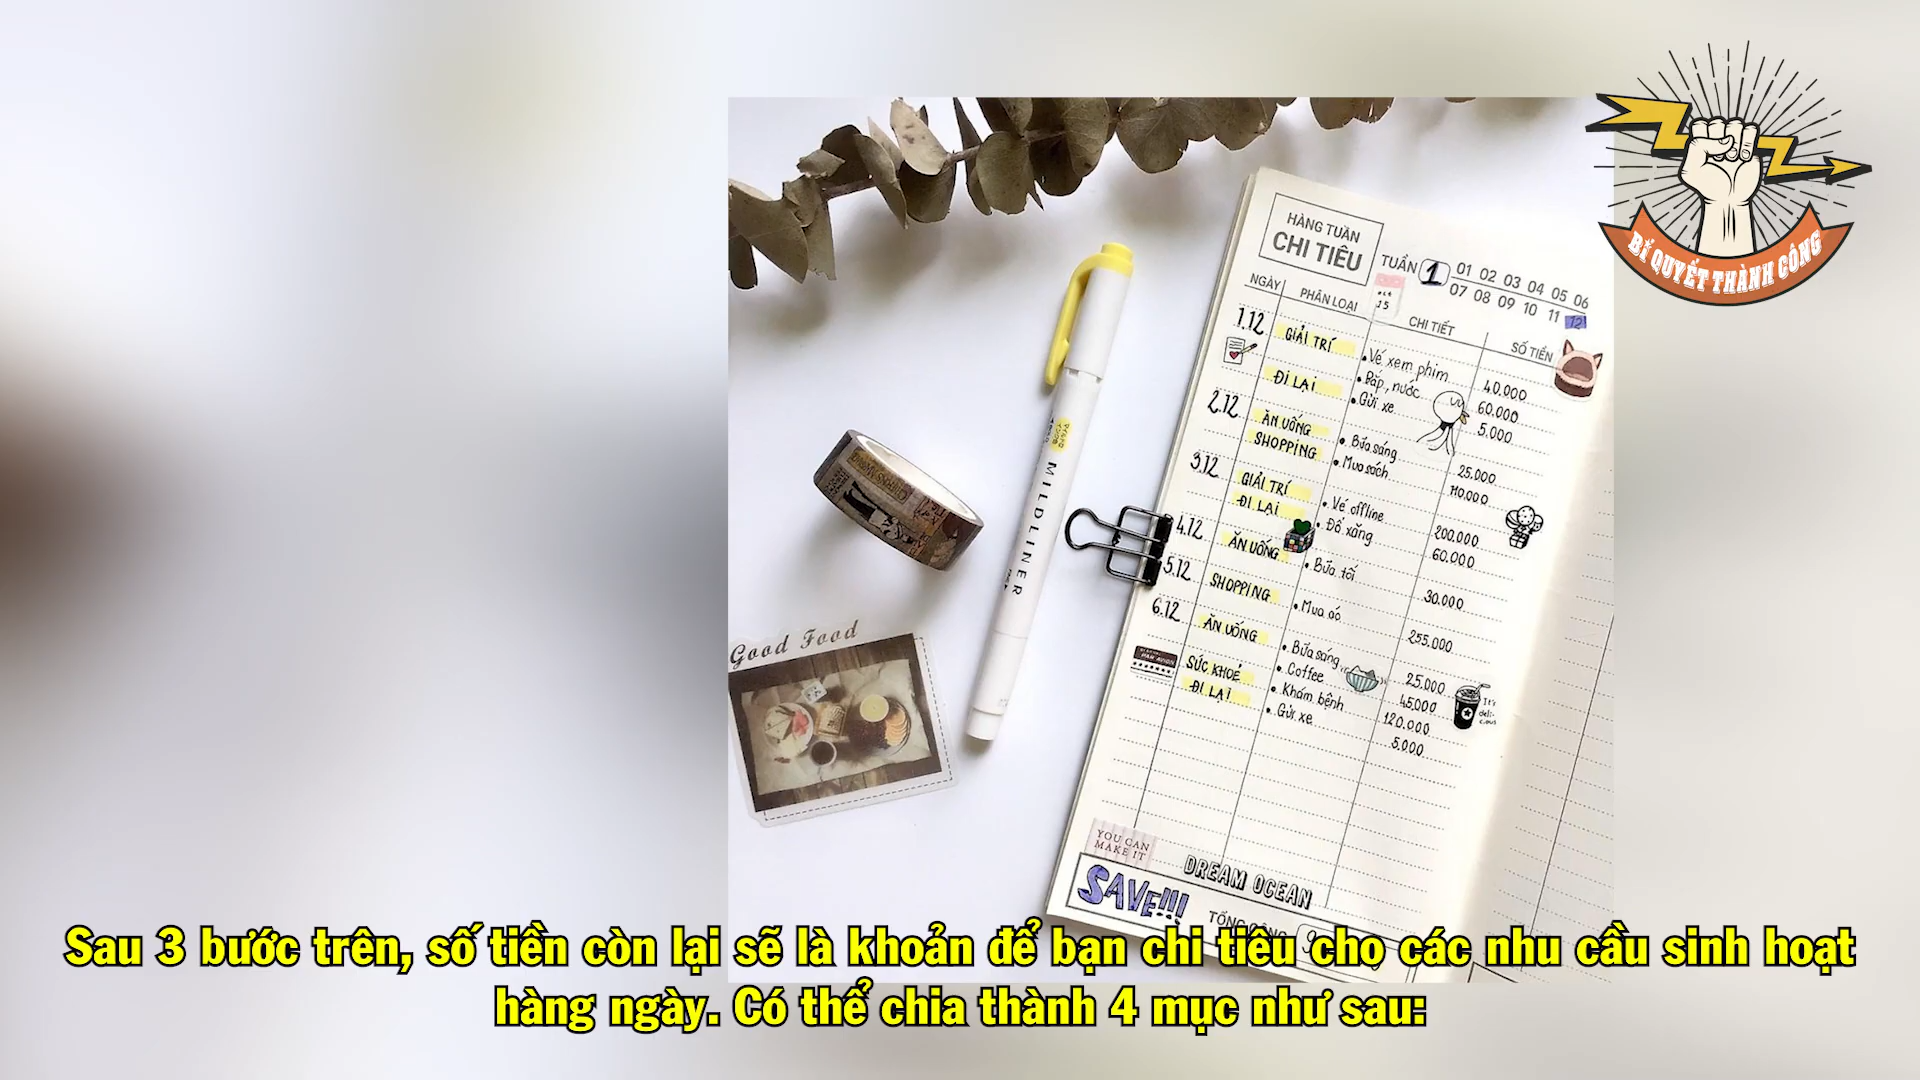 BÍ QUYẾT THÀNH CÔNG
HÀNG TUẦN
CHI TIÊU
TUẦN 1 01 02 03 04 05 06
07 08 09 10 11 12
NGÀY PHÂN LOẠI CHI TIẾT SỐ TIỀN
1.12 GIẢI TRÍ • Vé xem phim 40.000
• Bắp, nước 60.000
ĐI LẠI • Gửi xe 5.000
2.12 ĂN UỐNG • Bữa sáng 25.000
SHOPPING • Mua sách 110.000
3.12 GIẢI TRÍ • Vé offline 200.000
ĐI LẠI • Đổ xăng 60.000
4.12 ĂN UỐNG • Bữa tối 30.000
5.12 SHOPPING • Mua áo 255.000
6.12 ĂN UỐNG • Bữa sáng 25.000
• Coffee 45.000
SỨC KHOẺ • Khám bệnh 120.000
ĐI LẠI • Gửi xe 5.000
It's
deli-
cious
MILDLINER
Good Food
YOU CAN
MAKE IT
DREAM OCEAN
SAVE!!!
TỔNG CỘNG
Sau 3 bước trên, số tiền còn lại sẽ là khoản để bạn chi tiêu cho các nhu cầu sinh hoạt
hàng ngày. Có thể chia thành 4 mục như sau: